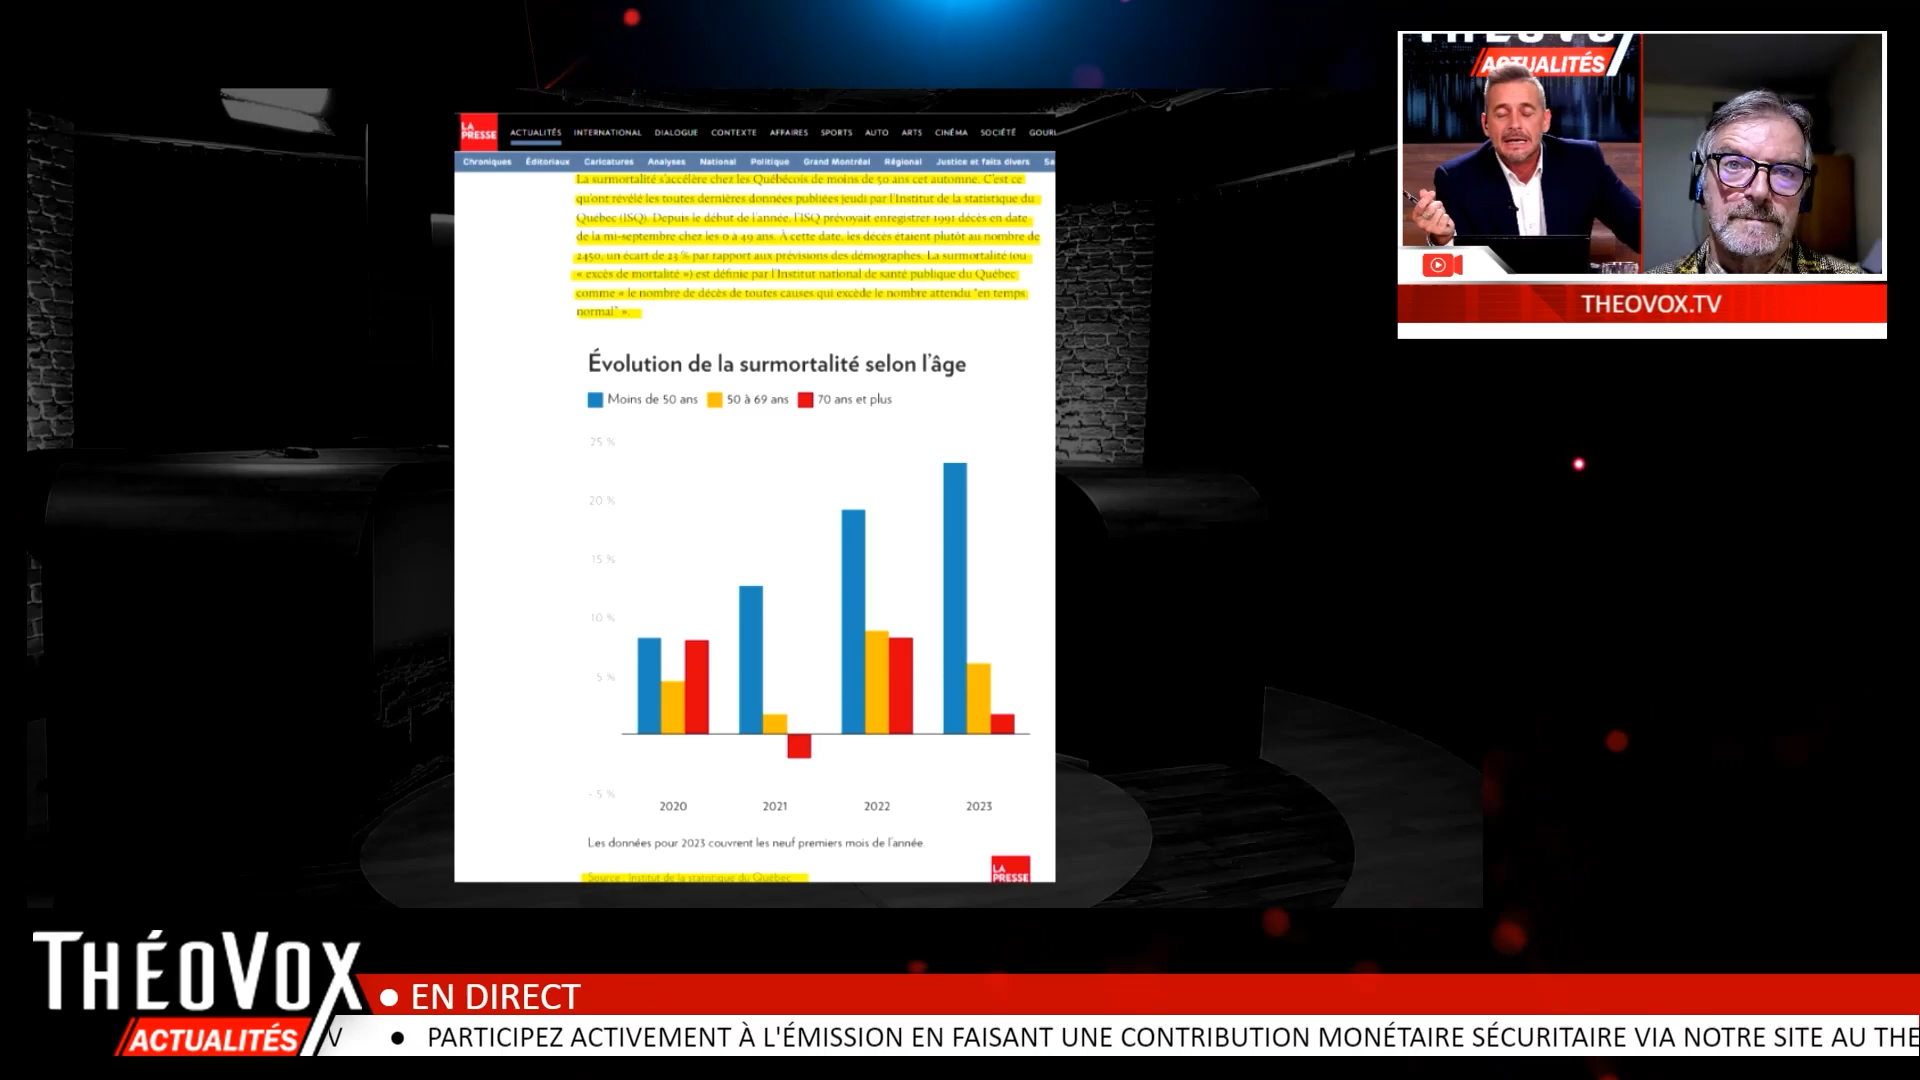 LA
PRESSE
ACTUALITÉS INTERNATIONAL DIALOGUE CONTEXTE AFFAIRES SPORTS AUTO ARTS CINÉMA SOCIÉTÉ
Chroniques Éditoriaux Caricatures Analyses National Politique Grand Montréal Régional Justice et faits divers
La surmortalité s'accélère chez les Québécois de moins de 50 ans cet automne. C'est ce
qu'ont révélé les toutes dernières données publiées jeudi par l'Institut de la statistique du
Québec (ISQ). Depuis le début de l'année, l'ISQ prévoyait enregistrer 1991 décès en date
de la mi-septembre chez les 0 à 49 ans. À cette date, les décès étaient plutôt au nombre de
2450, un écart de 23 % par rapport aux prévisions des démographes. La surmortalité (ou
« excès de mortalité ») est définie par l'Institut national de santé publique du Québec
comme « le nombre de décès de toutes causes qui excède le nombre attendu "en temps
normal" ».
Évolution de la surmortalité selon l'âge
Moins de 50 ans 50 à 69 ans 70 ans et plus
25 %
20 %
15 %
10 %
5 %
- 5 %
2020 2021 2022 2023
Les données pour 2023 couvrent les neuf premiers mois de l'année.
Source : Institut de la statistique du Québec
LA
PRESSE
ACTUALITÉS
THEOVOX.TV
THÉOVOX
ACTUALITÉS
• EN DIRECT
V • PARTICIPEZ ACTIVEMENT À L'ÉMISSION EN FAISANT UNE CONTRIBUTION MONÉTAIRE SÉCURITAIRE VIA NOTRE SITE AU THE